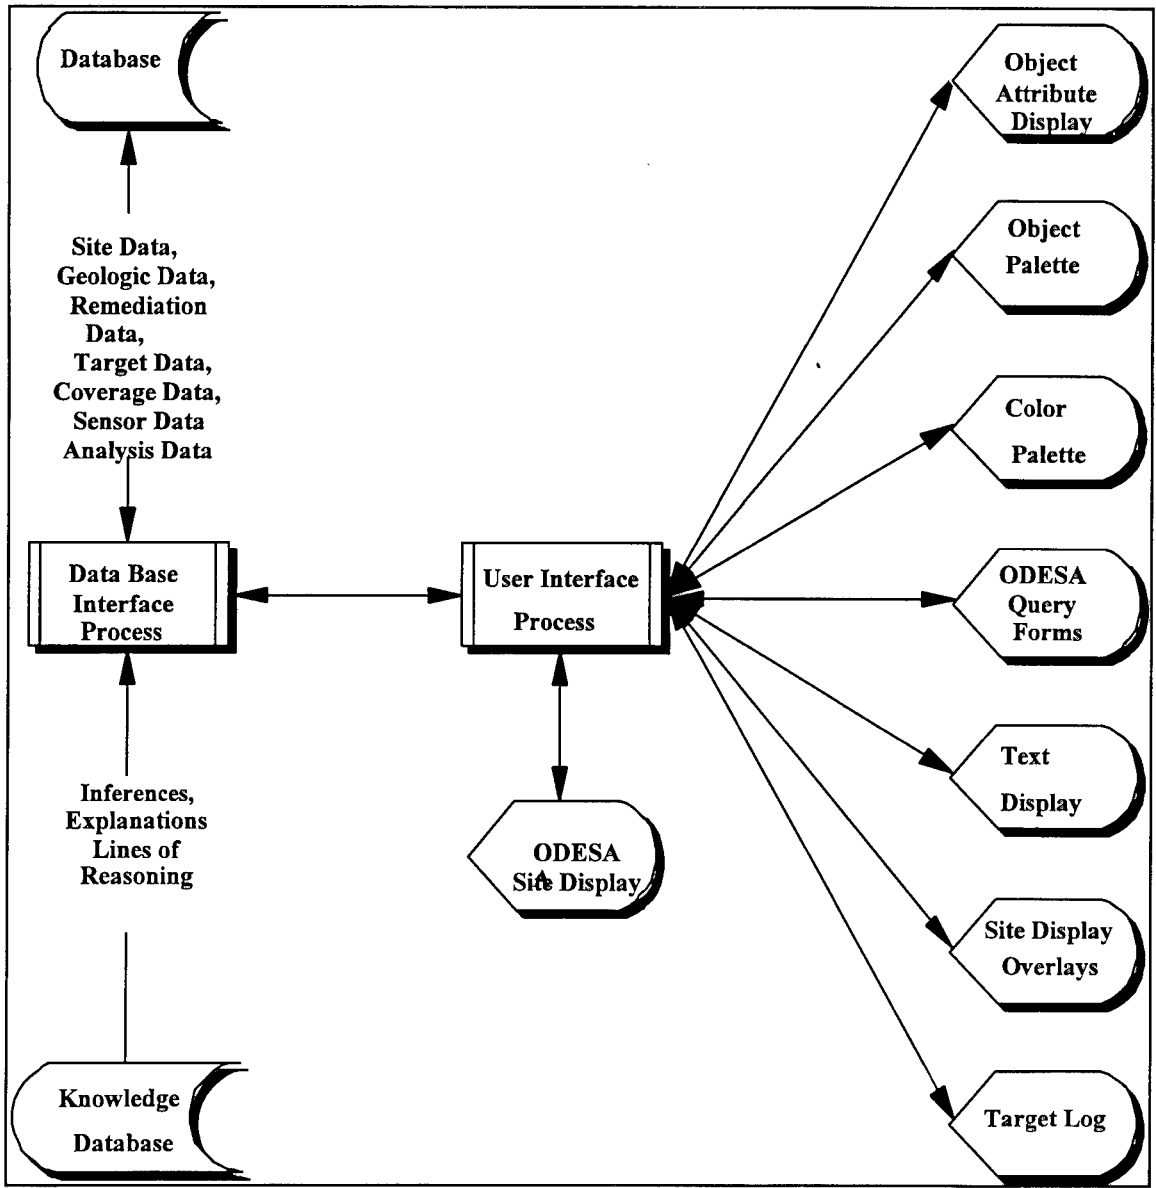 Database
Site Data,
Geologic Data,
Remediation
Data,
Target Data,
Coverage Data,
Sensor Data
Analysis Data
Data Base
Interface
Process
Inferences,
Explanations
Lines of
Reasoning
Knowledge
Database
User Interface
Process
ODESA
Site Display
Object
Attribute
Display
Object
Palette
Color
Palette
ODESA
Query
Forms
Text
Display
Site Display
Overlays
Target Log